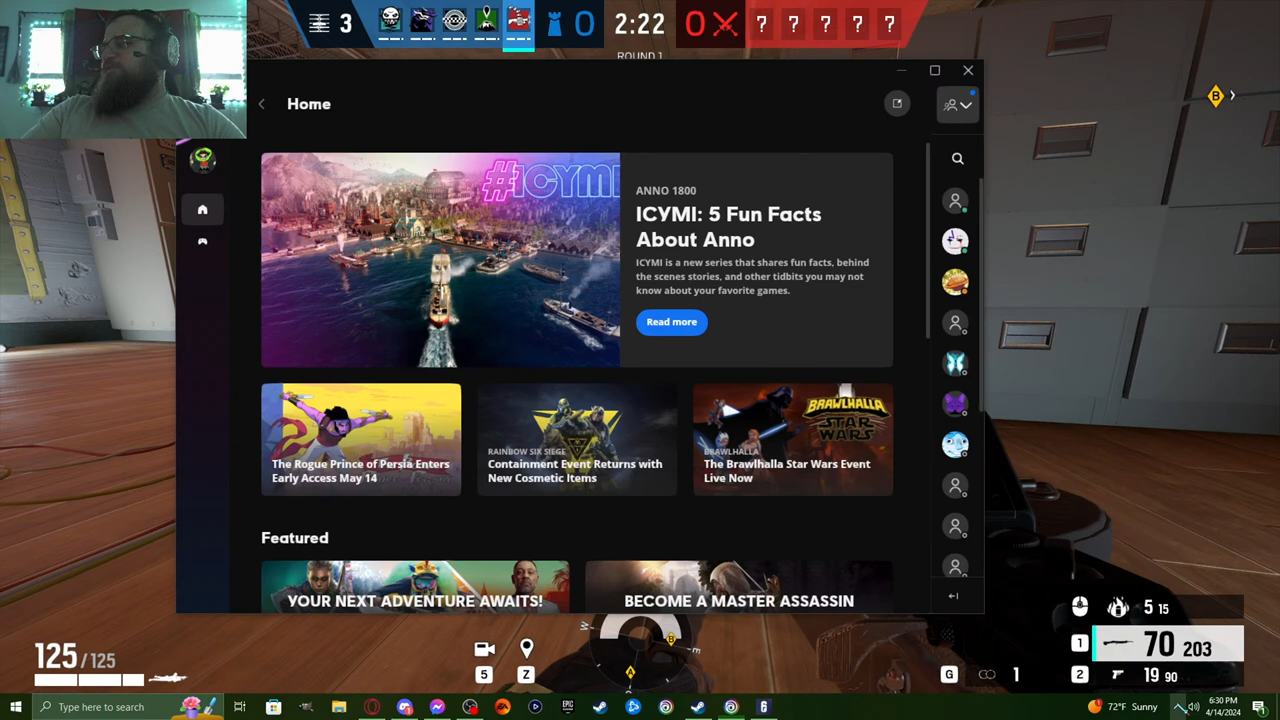 3
0
2:22
0
? ? ? ? ?
ROUND 1
B
Home
#ICYMI
ANNO 1800
ICYMI: 5 Fun Facts
About Anno
ICYMI is a new series that shares fun facts, behind
the scenes stories, and other tidbits you may not
know about your favorite games.
Read more
The Rogue Prince of Persia Enters
Early Access May 14
RAINBOW SIX SIEGE
Containment Event Returns with
New Cosmetic Items
BRAWLHALLA
STAR
WARS
BRAWLHALLA
The Brawlhalla Star Wars Event
Live Now
Featured
YOUR NEXT ADVENTURE AWAITS!
BECOME A MASTER ASSASSIN
125/125
5
Z
B
E
5 15
1
70 203
G
1
2
19 90
Type here to search
EPIC
6
72°F Sunny
6:30 PM
4/14/2024